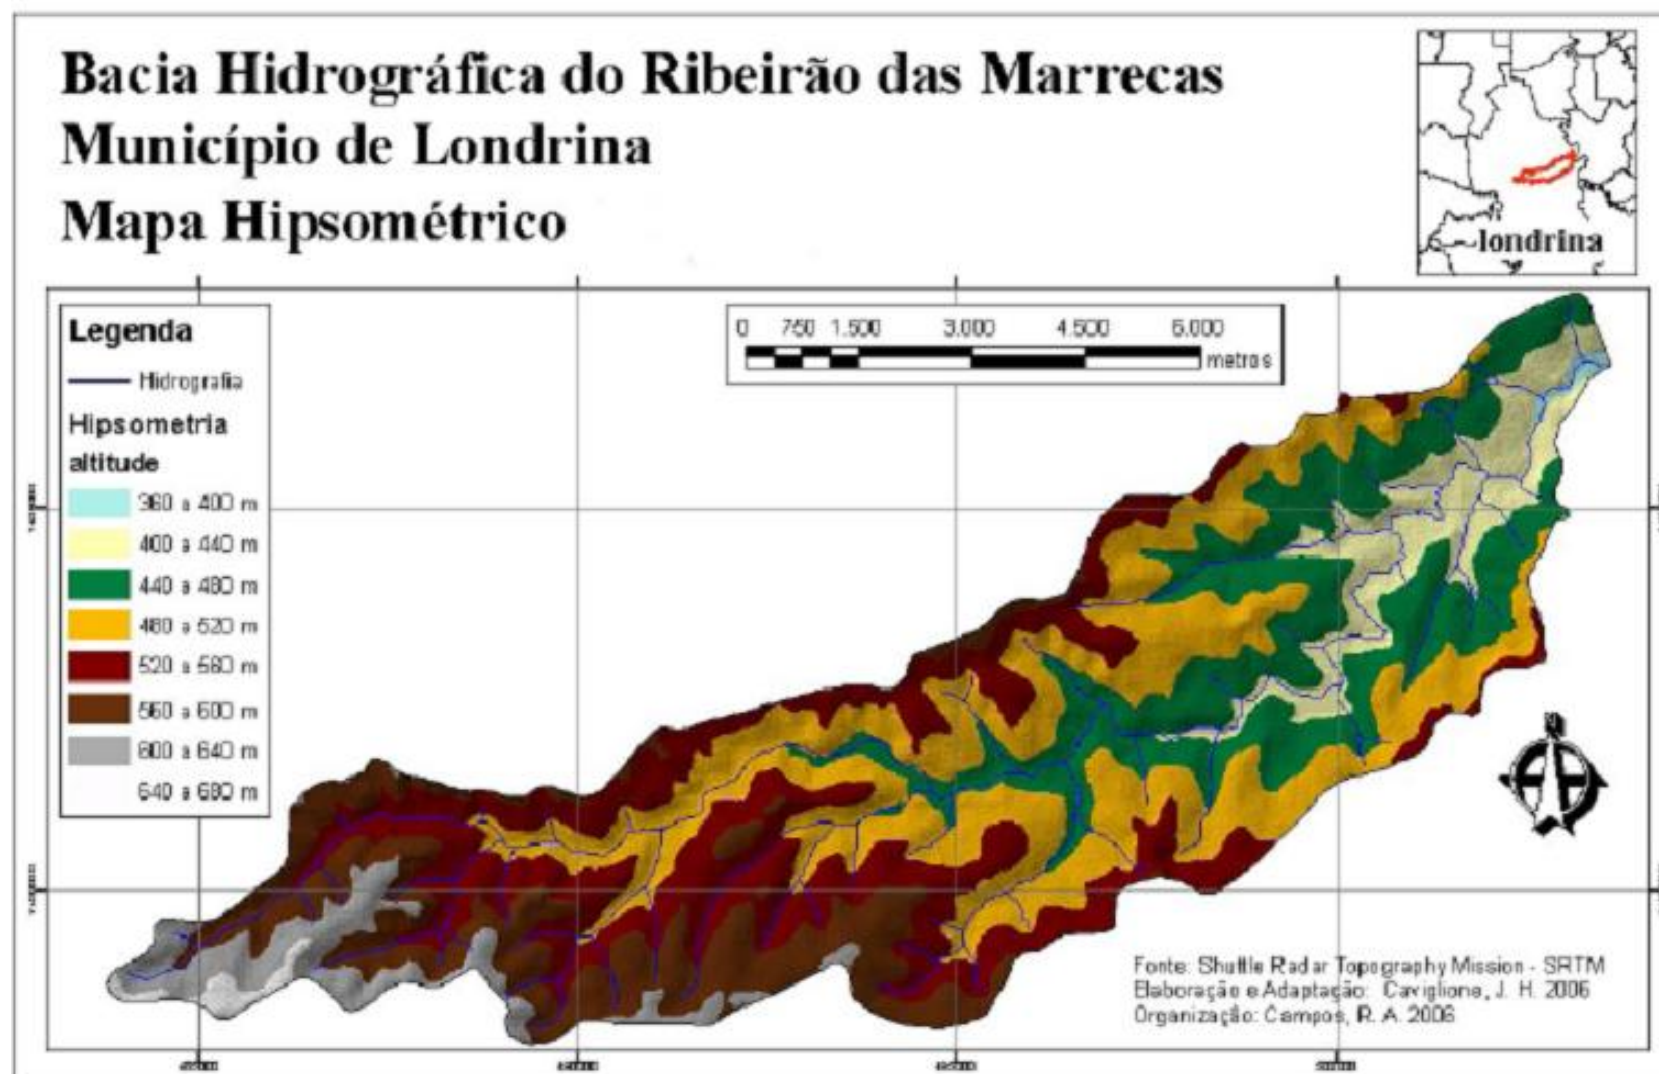 Bacia Hidrográfica do Ribeirão das Marrecas
Município de Londrina
Mapa Hipsométrico
londrina
Legenda
Hidrografia
Hipsometria
altitude
360 a 400 m
400 a 440 m
440 a 480 m
480 a 520 m
520 a 560 m
560 a 600 m
600 a 640 m
640 a 680 m
0 750 1.500 3.000 4.500 6.000
metros
Fonte: Shuttle Radar Topography Mission - SRTM
Elaboração e Adaptação: Caviglione, J. H. 2006
Organização: Campos, R. A. 2006